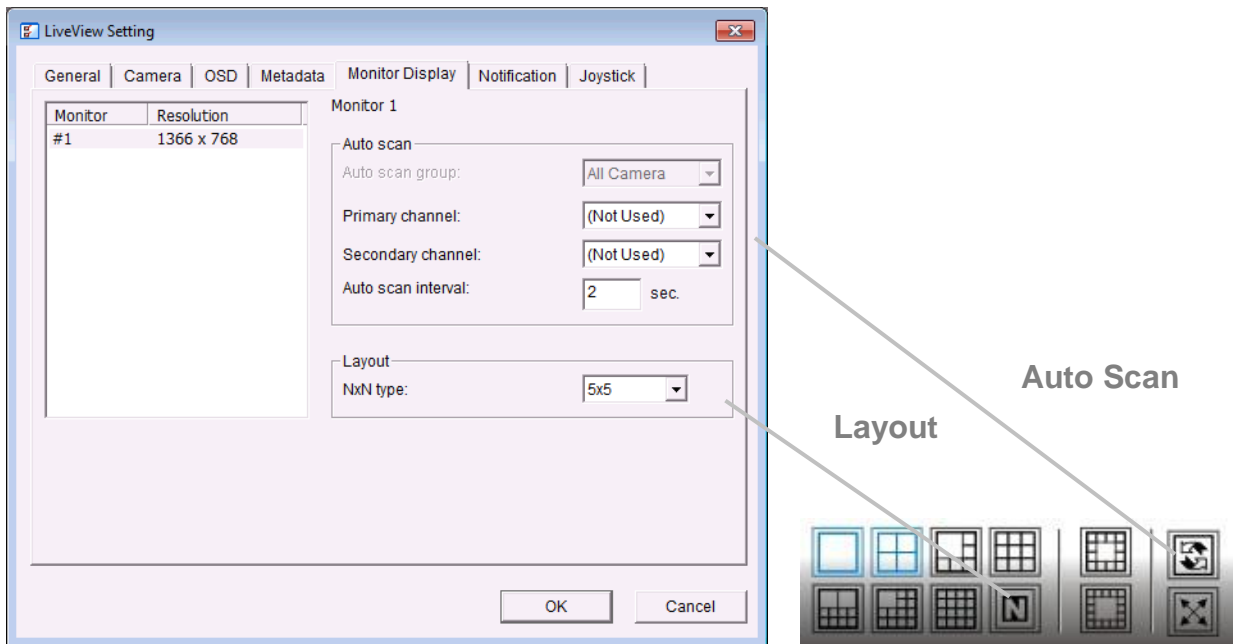 LiveView Setting
General Camera OSD Metadata Monitor Display Notification Joystick
Monitor Resolution
#1 1366 x 768
Monitor 1
Auto scan
Auto scan group: All Camera
Primary channel: (Not Used)
Secondary channel: (Not Used)
Auto scan interval: 2 sec.
Layout
NxN type: 5x5
OK Cancel
Auto Scan
Layout
N